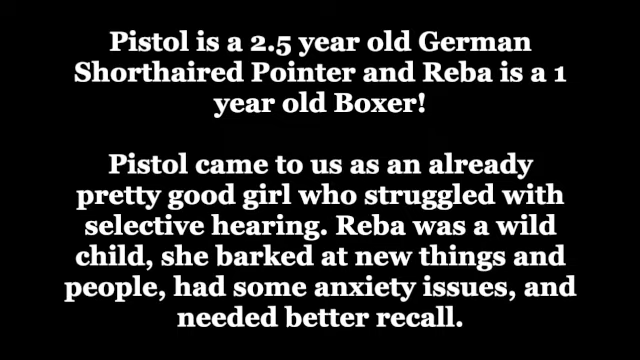 Pistol is a 2.5 year old German
Shorthaired Pointer and Reba is a 1
year old Boxer!
Pistol came to us as an already
pretty good girl who struggled with
selective hearing. Reba was a wild
child, she barked at new things and
people, had some anxiety issues, and
needed better recall.